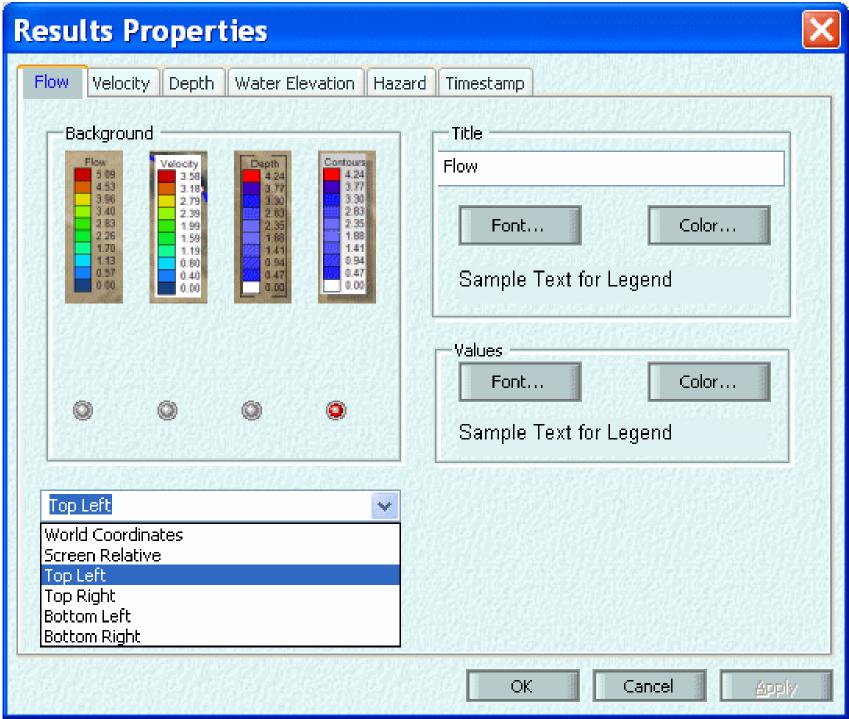 Results Properties
Flow Velocity Depth Water Elevation Hazard Timestamp
Background
Flow
5.09
4.53
3.96
3.40
2.83
2.26
1.70
1.13
0.57
0.00
Velocity
3.58
3.18
2.79
2.39
1.99
1.59
1.19
0.80
0.40
0.00
Depth
4.24
3.77
3.30
2.83
2.35
1.88
1.41
0.94
0.47
0.00
Contours
4.24
3.77
3.30
2.83
2.35
1.88
1.41
0.94
0.47
0.00
Title
Flow
Font... Color...
Sample Text for Legend
Values
Font... Color...
Sample Text for Legend
Top Left
World Coordinates
Screen Relative
Top Left
Top Right
Bottom Left
Bottom Right
OK Cancel Apply